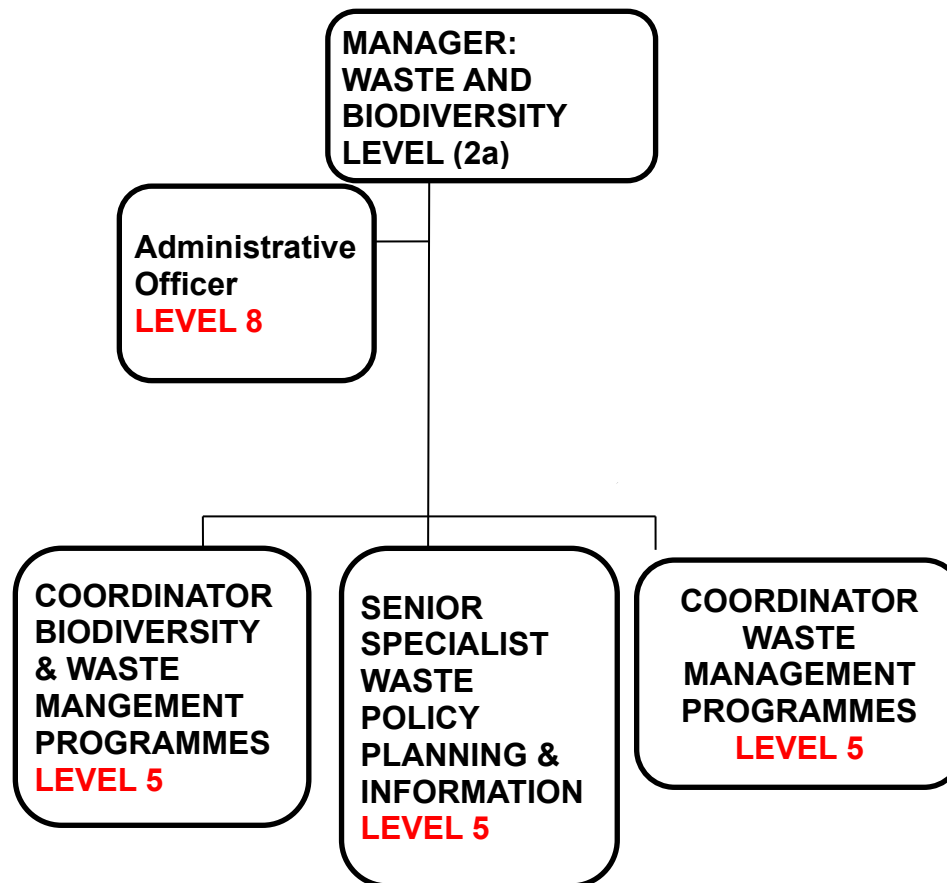 MANAGER:
WASTE AND
BIODIVERSITY
LEVEL (2a)
Administrative
Officer
LEVEL 8
COORDINATOR
BIODIVERSITY
& WASTE
MANGEMENT
PROGRAMMES
LEVEL 5
SENIOR
SPECIALIST
WASTE
POLICY
PLANNING &
INFORMATION
LEVEL 5
COORDINATOR
WASTE
MANAGEMENT
PROGRAMMES
LEVEL 5